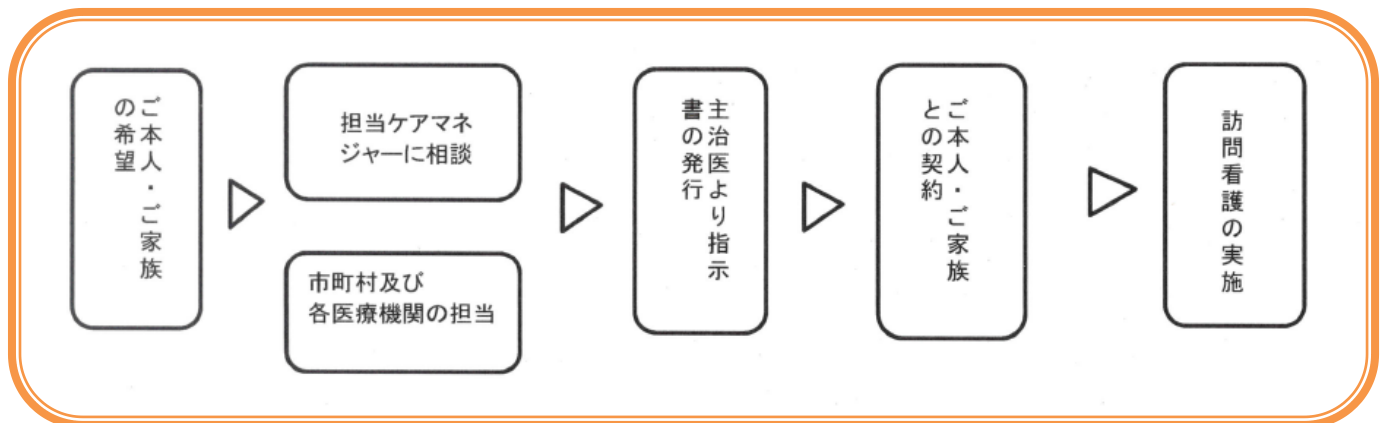 ご本人・ご家族
の希望
担当ケアマネ
ジャーに相談
市町村及び
各医療機関の担当
主治医より指示
書の発行
ご本人・ご家族
との契約
訪問看護の実施